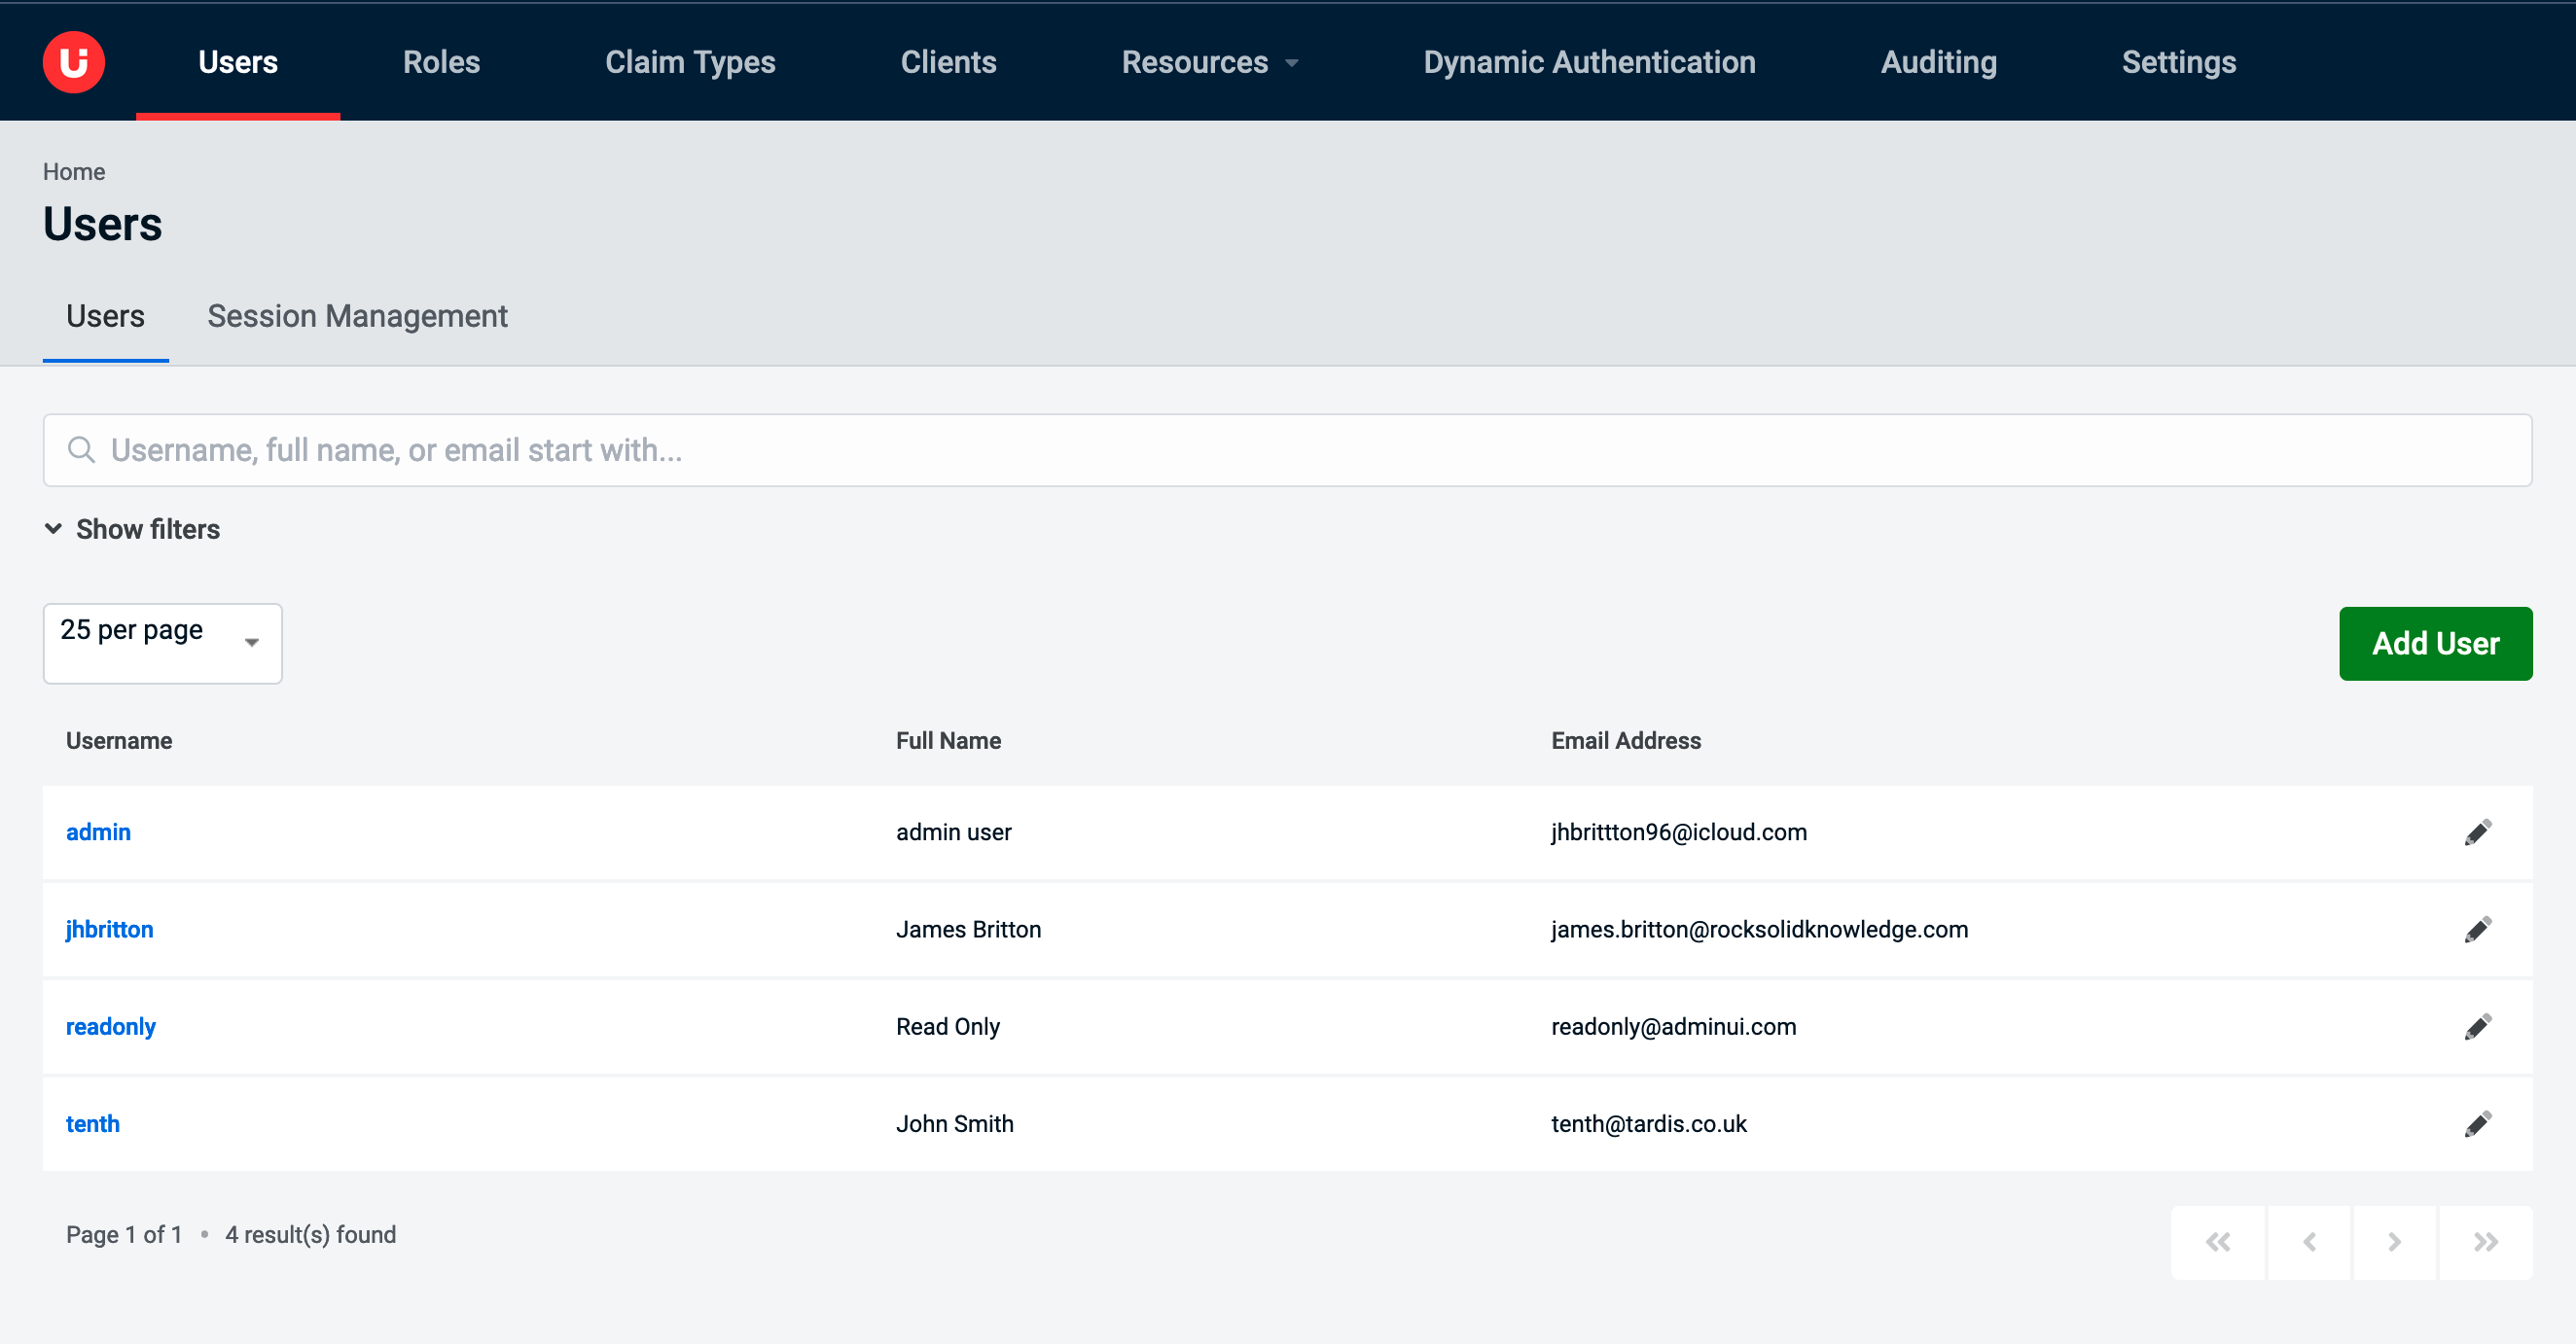 Ui Users Roles Claim Types Clients Resources Dynamic Authentication Auditing Settings
Home
Users
Users Session Management
Username, full name, or email start with...
Show filters
25 per page Add User
Username Full Name Email Address
admin admin user jhbrittton96@icloud.com
jhbritton James Britton james.britton@rocksolidknowledge.com
readonly Read Only readonly@adminui.com
tenth John Smith tenth@tardis.co.uk
Page 1 of 1 • 4 result(s) found